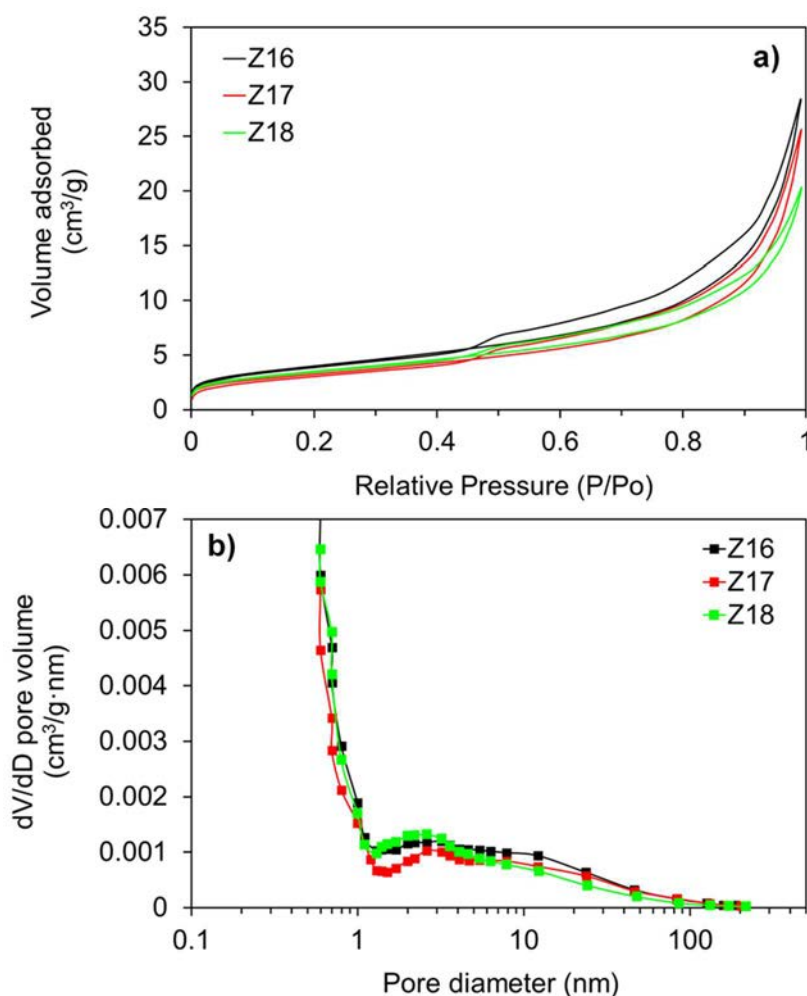 a)
Z16
Z17
Z18
Volume adsorbed
(cm³/g)
35
30
25
20
15
10
5
0
0 0.2 0.4 0.6 0.8 1
Relative Pressure (P/Po)
b)
Z16
Z17
Z18
dV/dD pore volume
(cm³/g·nm)
0.007
0.006
0.005
0.004
0.003
0.002
0.001
0
0.1 1 10 100
Pore diameter (nm)